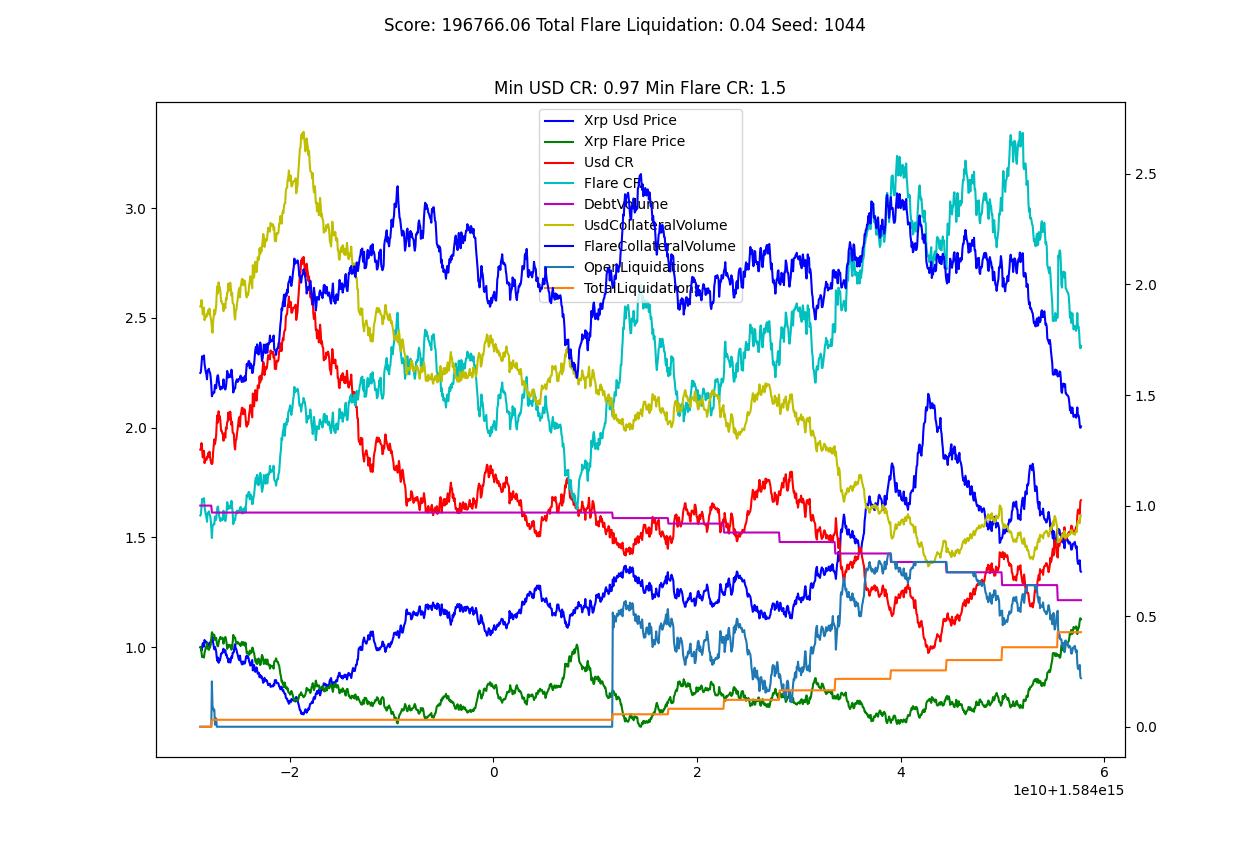 Score: 196766.06 Total Flare Liquidation: 0.04 Seed: 1044
Min USD CR: 0.97 Min Flare CR: 1.5
Xrp Usd Price
Xrp Flare Price
Usd CR
Flare CR
DebtVolume
UsdCollateralVolume
FlareCollateralVolume
OpenLiquidations
TotalLiquidations
3.0
2.5
2.0
1.5
1.0
2.5
2.0
1.5
1.0
0.5
0.0
−2
0
2
4
6
1e10+1.584e15